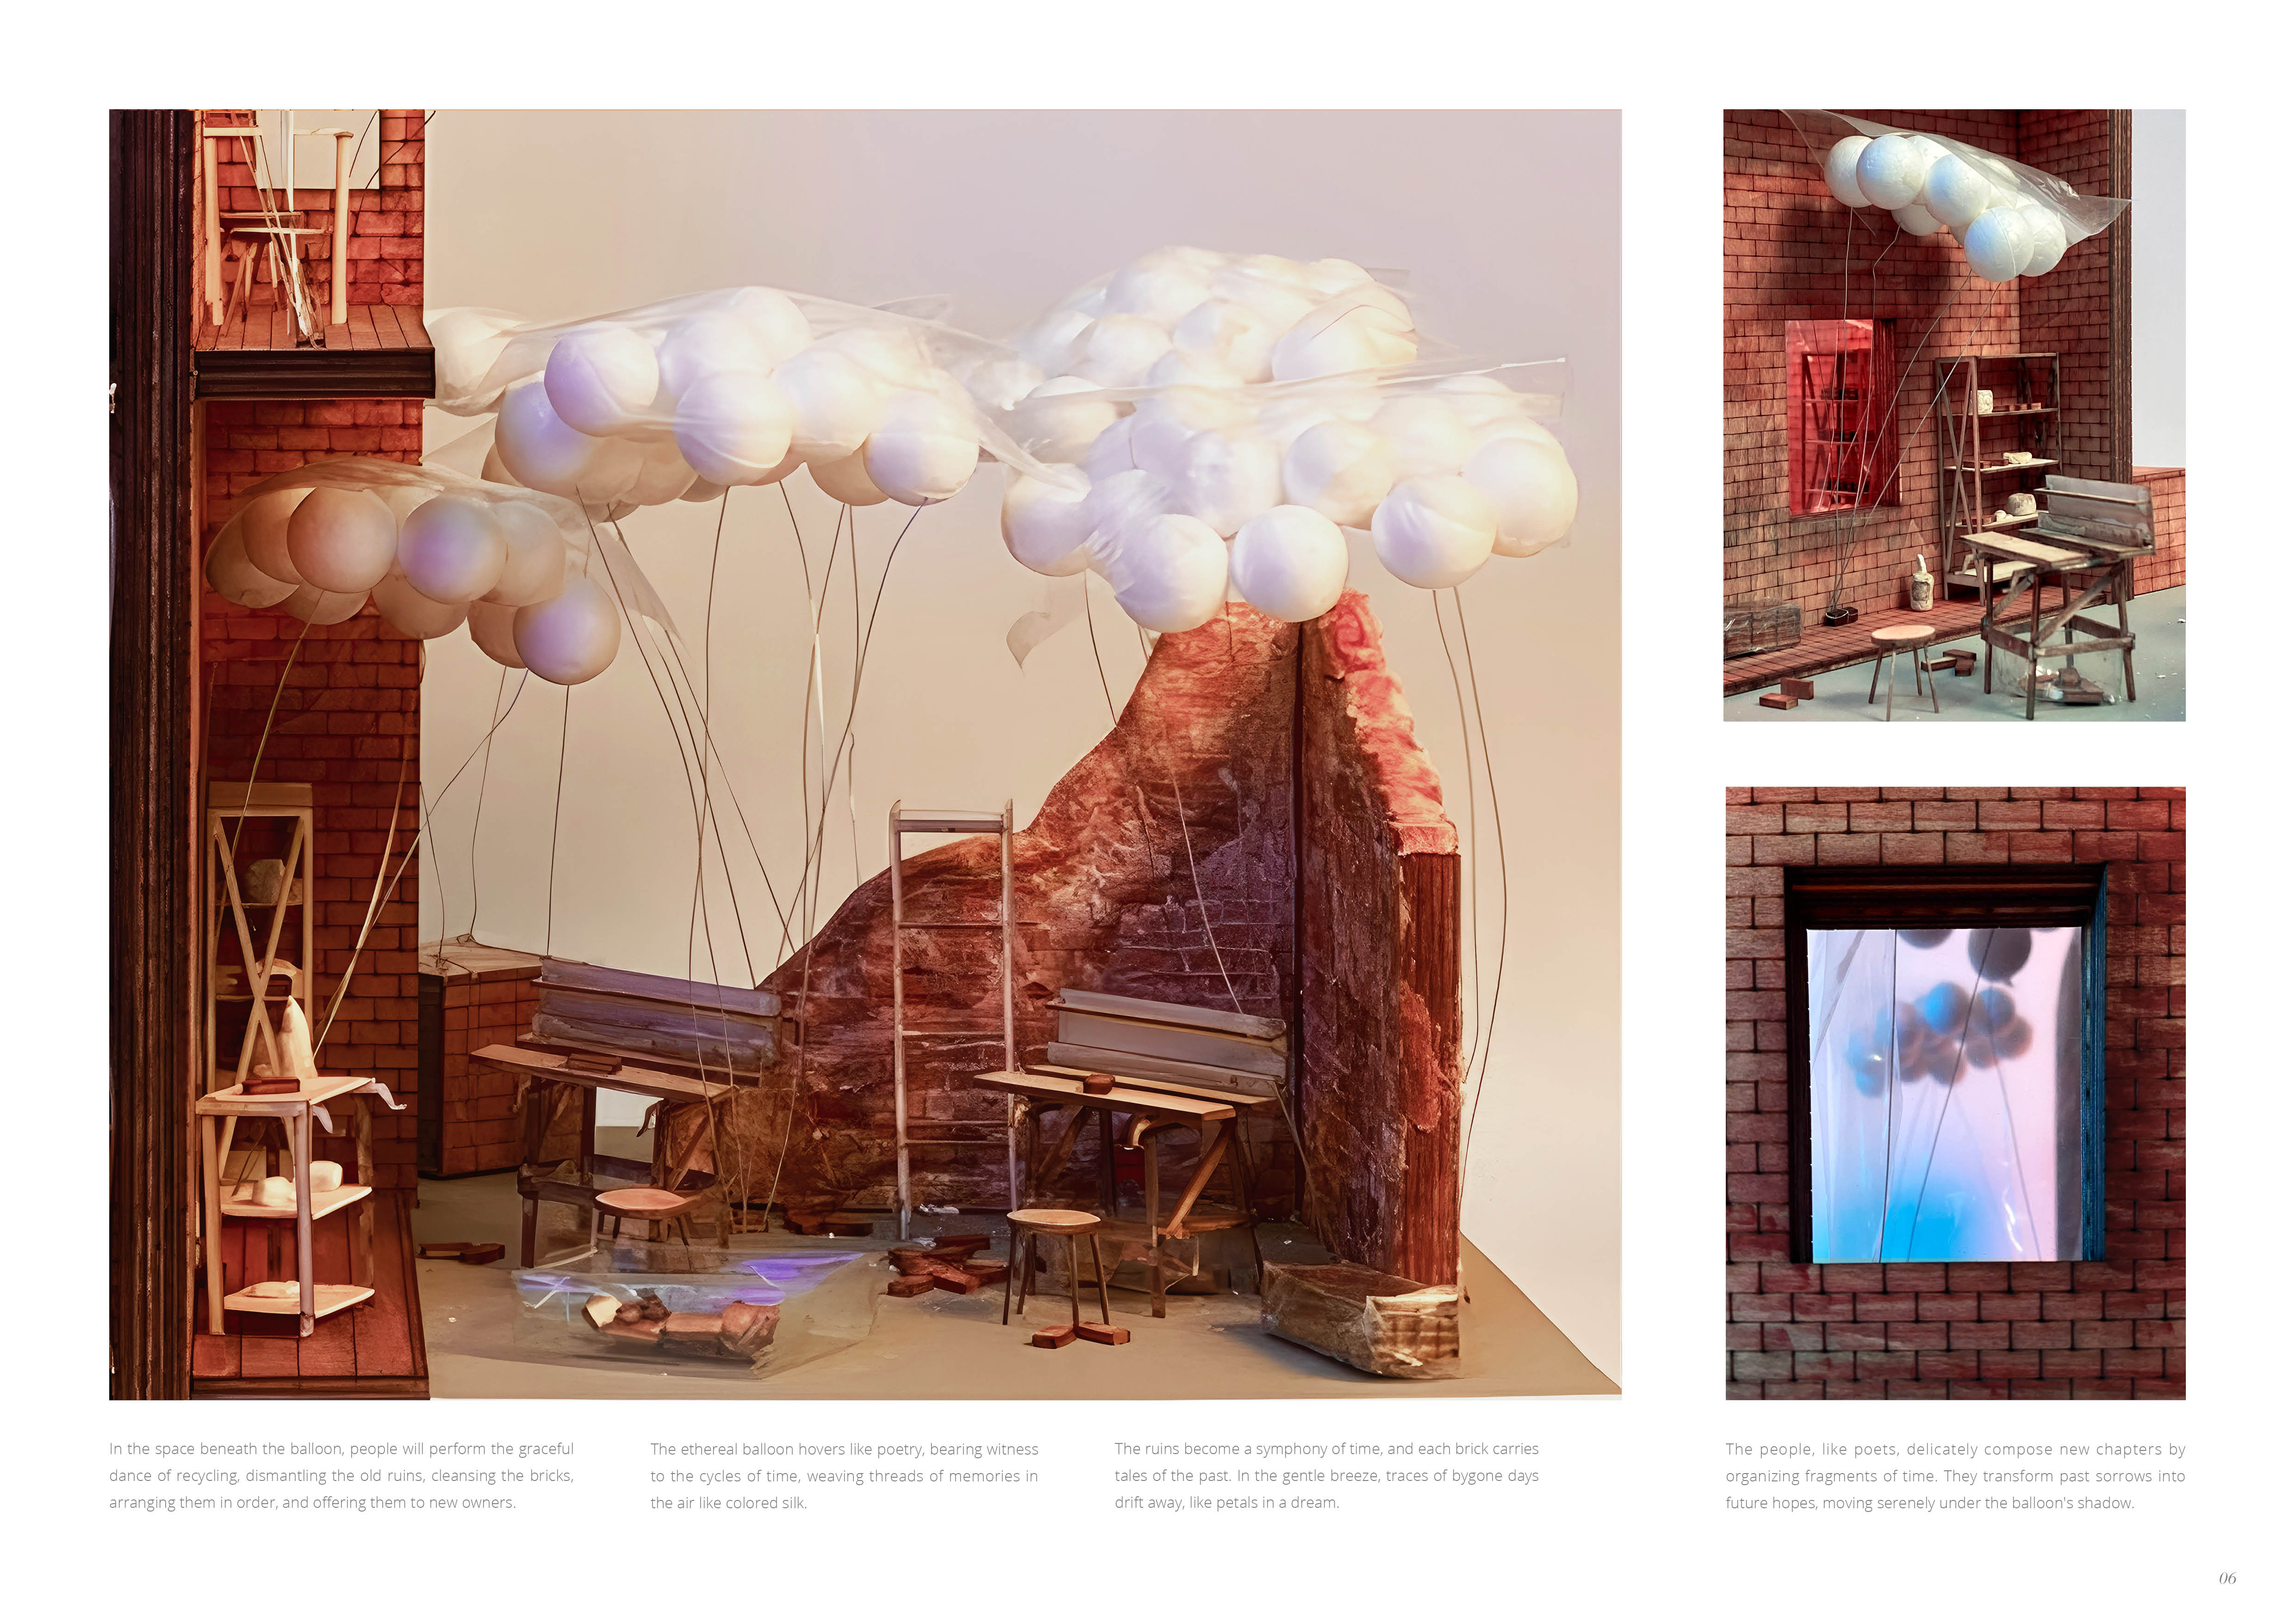 In the space beneath the balloon, people will perform the graceful
dance of recycling, dismantling the old ruins, cleansing the bricks,
arranging them in order, and offering them to new owners.
The ethereal balloon hovers like poetry, bearing witness
to the cycles of time, weaving threads of memories in
the air like colored silk.
The ruins become a symphony of time, and each brick carries
tales of the past. In the gentle breeze, traces of bygone days
drift away, like petals in a dream.
The people, like poets, delicately compose new chapters by
organizing fragments of time. They transform past sorrows into
future hopes, moving serenely under the balloon's shadow.
06